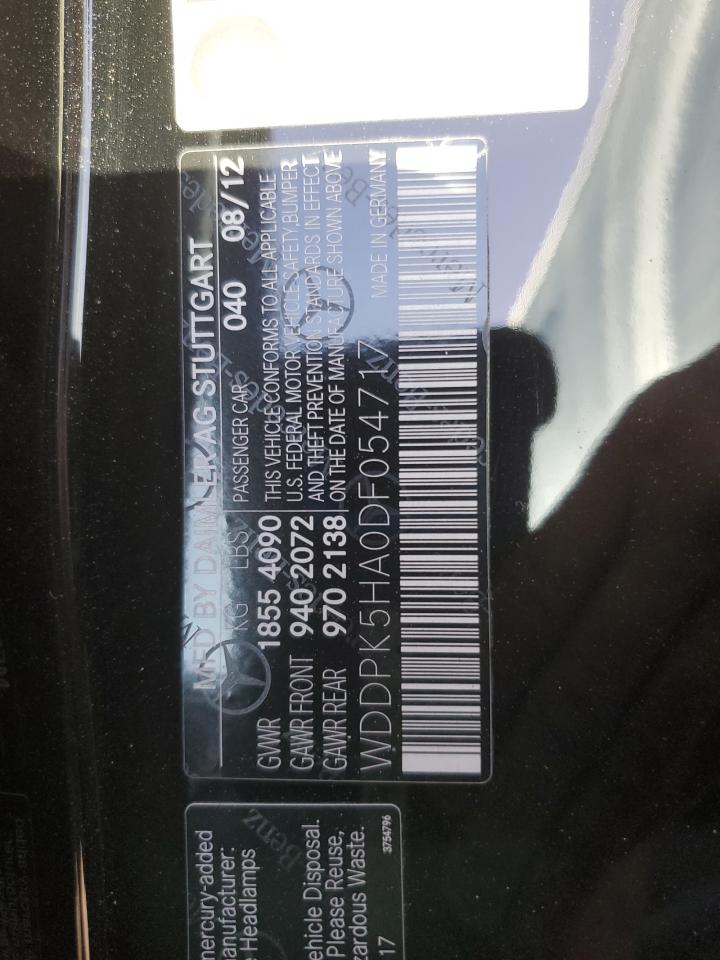 MFD BY DAIMLER AG STUTTGART
KG LBS PASSENGER CAR 040 08/12
GVWR 1855 4090 THIS VEHICLE CONFORMS TO ALL APPLICABLE
U.S. FEDERAL MOTOR VEHICLE SAFETY, BUMPER
GAWR FRONT 940 2072 AND THEFT PREVENTION STANDARDS IN EFFECT
GAWR REAR 970 2138 ON THE DATE OF MANUFACTURE SHOWN ABOVE
WDDPK5HA0DF054717 MADE IN GERMANY
mercury-added
anufacturer:
e Headlamps
ehicle Disposal.
Please Reuse,
zardous Waste.
17
3754796